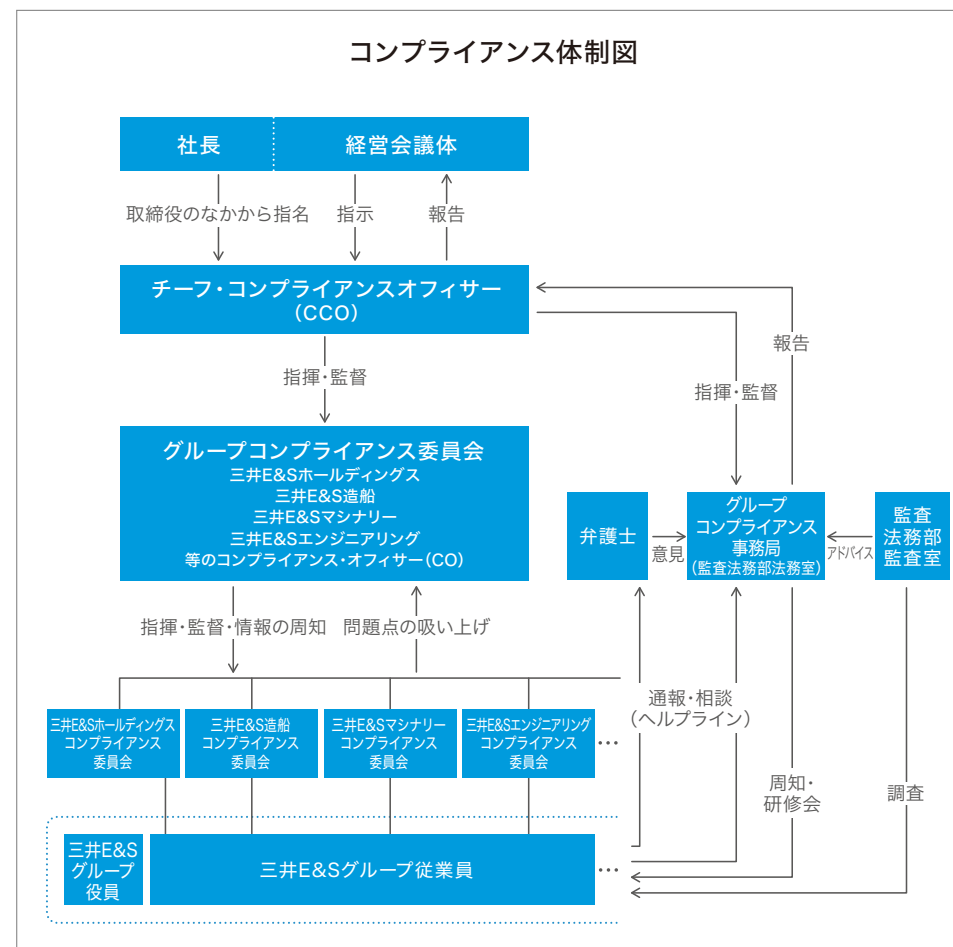 コンプライアンス体制図
社長
経営会議体
取締役のなかから指名
指示
報告
チーフ・コンプライアンスオフィサー
(CCO)
報告
指揮・監督
指揮・監督
グループコンプライアンス委員会
三井E&Sホールディングス
三井E&S造船
三井E&Sマシナリー
三井E&Sエンジニアリング
等のコンプライアンス・オフィサー(CO)
弁護士
意見
グループ
コンプライアンス
事務局
(監査法務部法務室)
アドバイス
監査
法務部
監査室
指揮・監督・情報の周知
問題点の吸い上げ
三井E&Sホールディングス
コンプライアンス
委員会
三井E&S造船
コンプライアンス
委員会
三井E&Sマシナリー
コンプライアンス
委員会
三井E&Sエンジニアリング
コンプライアンス
委員会
…
通報・相談
(ヘルプライン)
周知・
研修会
調査
三井E&S
グループ
役員
三井E&Sグループ従業員
…